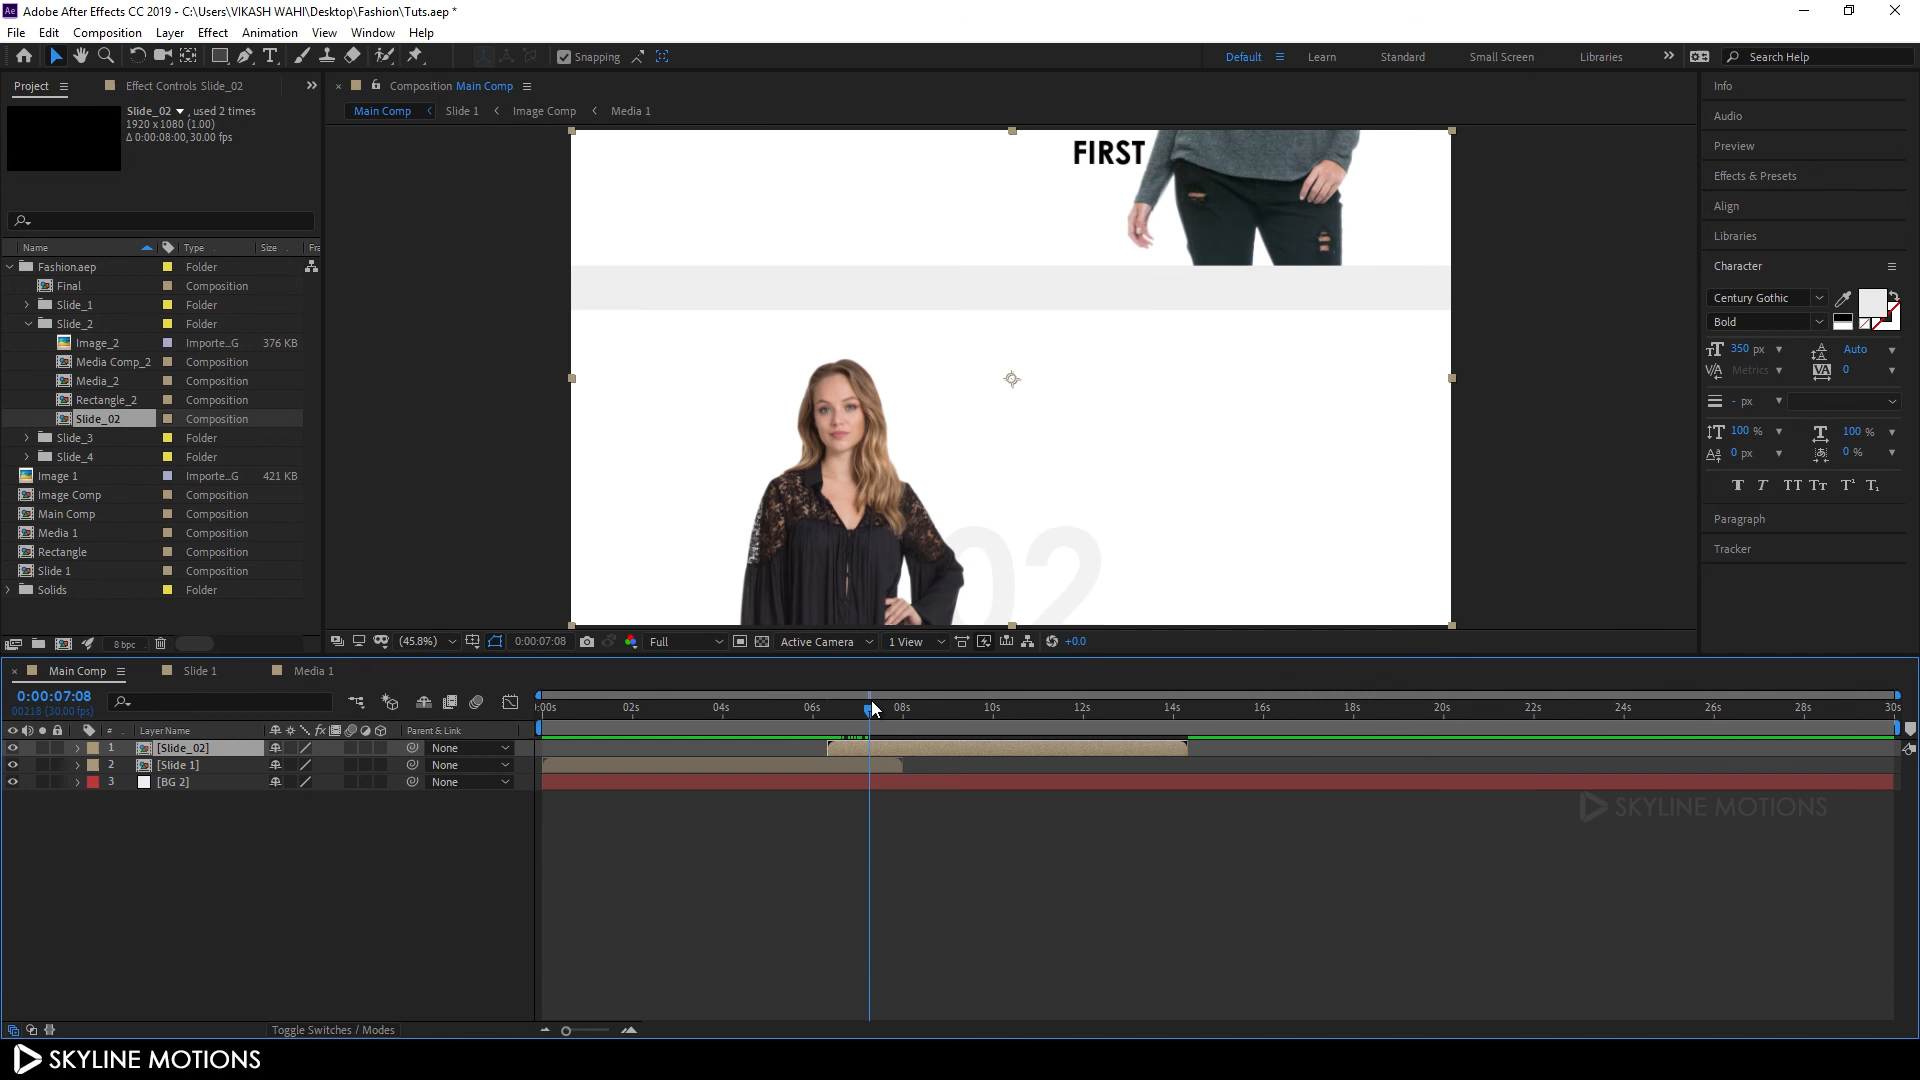 Ae Adobe After Effects CC 2019 - C:\Users\VIKASH WAHI\Desktop\Fashion\Tuts.aep *
File Edit Composition Layer Effect Animation View Window Help
Snapping Default Learn Standard Small Screen Libraries Search Help
Project Effect Controls Slide_02
Composition Main Comp
Info
Slide_02 , used 2 times
1920 x 1080 (1.00)
Δ 0:00:08:00, 30.00 fps
Main Comp Slide 1 Image Comp Media 1
Audio
Preview
Effects & Presets
Align
Libraries
Character
FIRST
02
Name Type Size Fra
Fashion.aep Folder
Final Composition
Slide_1 Folder
Slide_2 Folder
Image_2 Importe...G 376 KB
Media Comp_2 Composition
Media_2 Composition
Rectangle_2 Composition
Slide_02 Composition
Slide_3 Folder
Slide_4 Folder
Image 1 Importe...G 421 KB
Image Comp Composition
Main Comp Composition
Media 1 Composition
Rectangle Composition
Slide 1 Composition
Solids Folder
8 bpc
Century Gothic
Bold
350 px Auto
Metrics 0
- px
100 % 100 %
0 px 0 %
T T TT Tt T¹ T₁
Paragraph
Tracker
(45.8%) 0:00:07:08 Full Active Camera 1 View +0.0
Main Comp Slide 1 Media 1
0:00:07:08
00218 (30.00 fps)
:00s 02s 04s 06s 08s 10s 12s 14s 16s 18s 20s 22s 24s 26s 28s 30s
# Layer Name fx Parent & Link
1 [Slide_02] None
2 [Slide 1] None
3 [BG 2] None
SKYLINE MOTIONS
Toggle Switches / Modes
SKYLINE MOTIONS